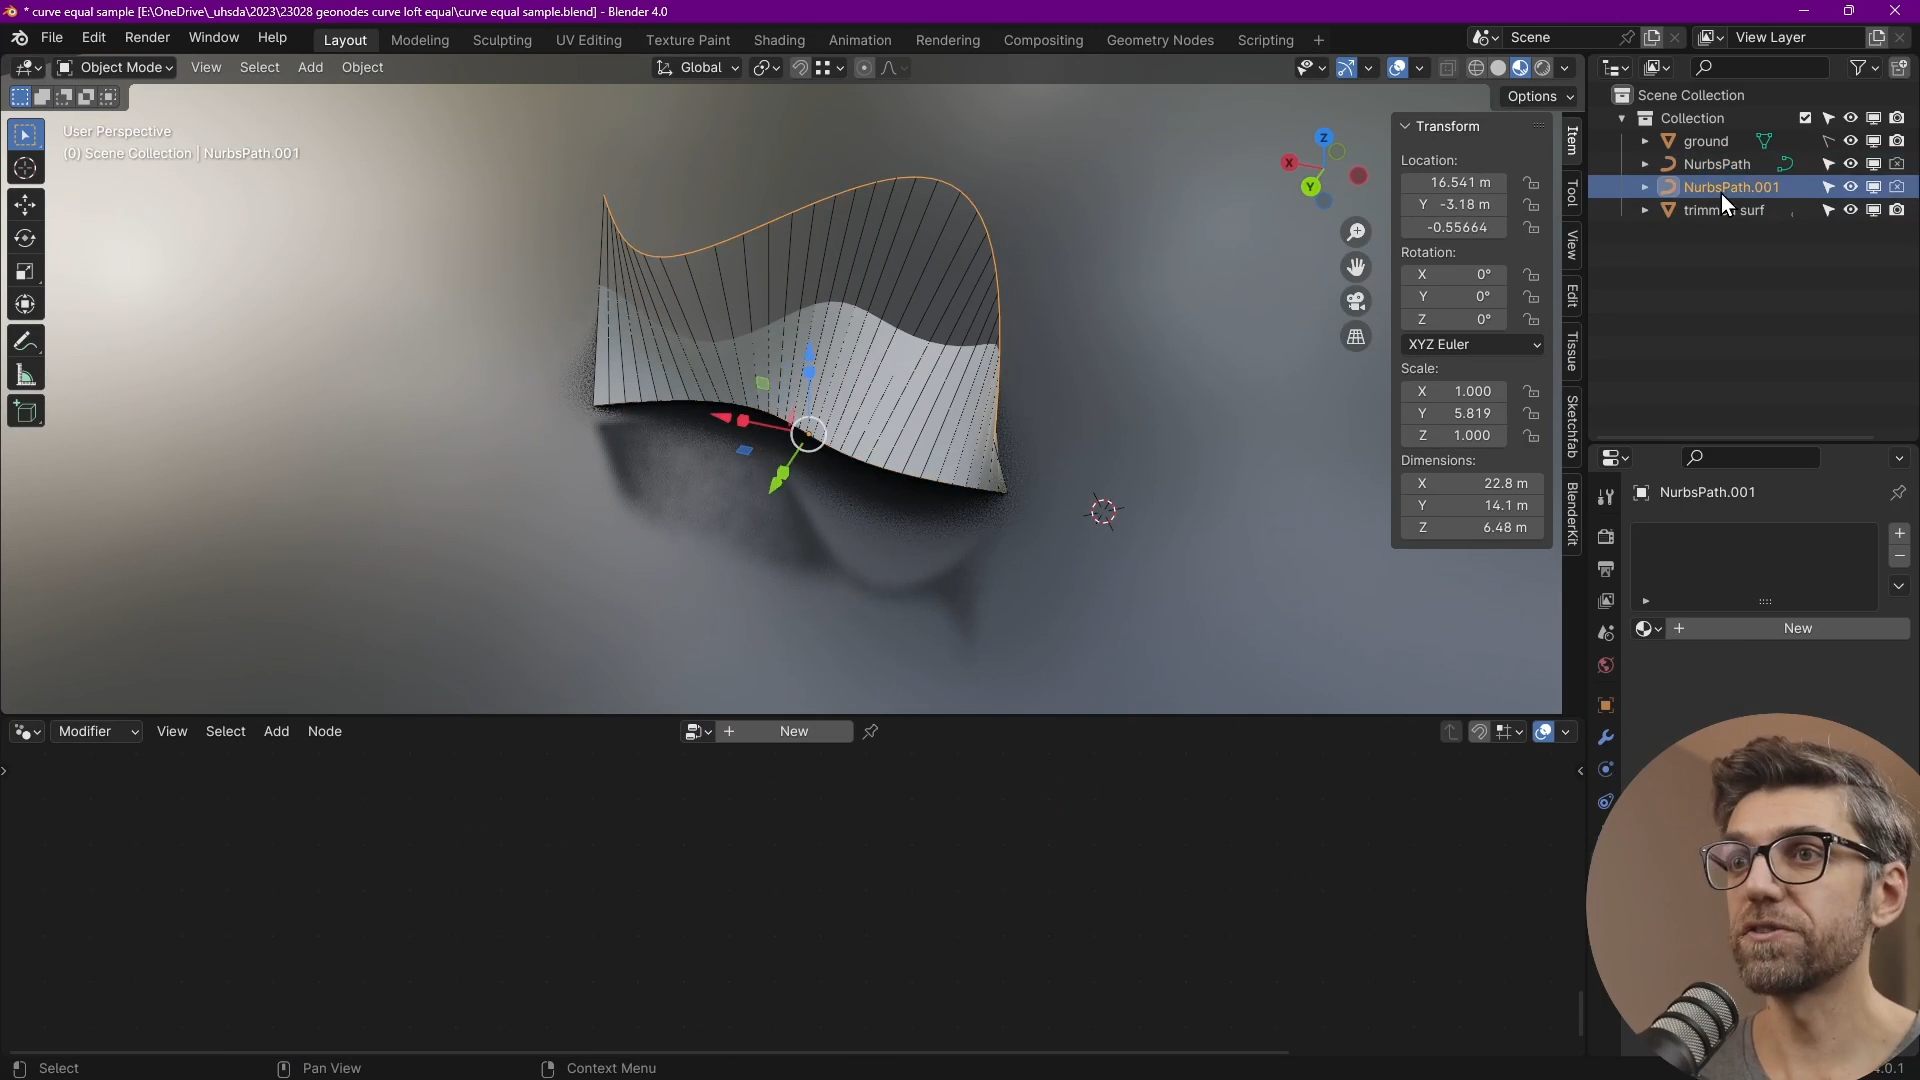 * curve equal sample [E:\OneDrive\_uhsda\2023\23028 geonodes curve loft equal\curve equal sample.blend] - Blender 4.0
File Edit Render Window Help Layout Modeling Sculpting UV Editing Texture Paint Shading Animation Rendering Compositing Geometry Nodes Scripting + Scene View Layer
Object Mode View Select Add Object Global
Options
User Perspective
(0) Scene Collection | NurbsPath.001
Z
X
Y
Transform
Location:
16.541 m
Y -3.18 m
-0.55664
Rotation:
X 0°
Y 0°
Z 0°
XYZ Euler
Scale:
X 1.000
Y 5.819
Z 1.000
Dimensions:
X 22.8 m
Y 14.1 m
Z 6.48 m
Item
Tool
View
Edit
Tissue
Sketchfab
BlenderKit
Scene Collection
Collection
ground
NurbsPath
NurbsPath.001
surf
NurbsPath.001
+ New
Modifier View Select Add Node + New
Select Pan View Context Menu